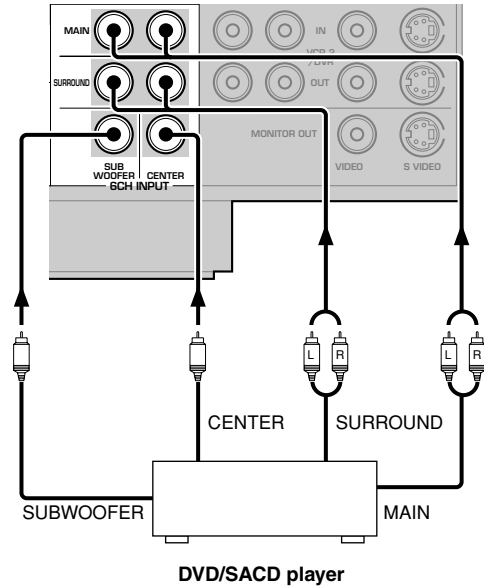 MAIN
IN
VCR 2
/DVR
SURROUND
OUT
MONITOR OUT
SUB
WOOFER
CENTER
VIDEO
S VIDEO
6CH INPUT
L
R
L
R
CENTER
SURROUND
SUBWOOFER
MAIN
DVD/SACD player